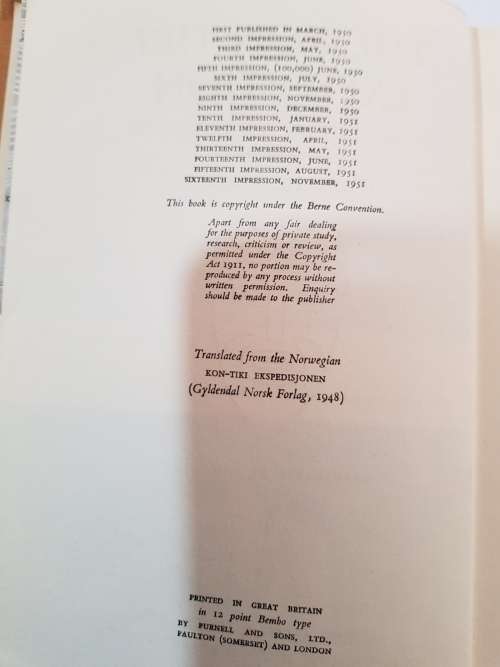 FIRST PUBLISHED IN MARCH, 1950
SECOND IMPRESSION, APRIL, 1950
THIRD IMPRESSION, MAY, 1950
FOURTH IMPRESSION, JUNE, 1950
FIFTH IMPRESSION, (100,000) JUNE, 1950
SIXTH IMPRESSION, JULY, 1950
SEVENTH IMPRESSION, SEPTEMBER, 1950
EIGHTH IMPRESSION, NOVEMBER, 1950
NINTH IMPRESSION, DECEMBER, 1950
TENTH IMPRESSION, JANUARY, 1951
ELEVENTH IMPRESSION, FEBRUARY, 1951
TWELFTH IMPRESSION, APRIL, 1951
THIRTEENTH IMPRESSION, MAY, 1951
FOURTEENTH IMPRESSION, JUNE, 1951
FIFTEENTH IMPRESSION, AUGUST, 1951
SIXTEENTH IMPRESSION, NOVEMBER, 1951
This book is copyright under the Berne Convention.
Apart from any fair dealing
for the purposes of private study,
research, criticism or review, as
permitted under the Copyright
Act 1911, no portion may be re-
produced by any process without
written permission. Enquiry
should be made to the publisher
Translated from the Norwegian
KON-TIKI EKSPEDISJONEN
(Gyldendal Norsk Forlag, 1948)
PRINTED IN GREAT BRITAIN
in 12 point Bembo type
BY PURNELL AND SONS, LTD.,
PAULTON (SOMERSET) AND LONDON